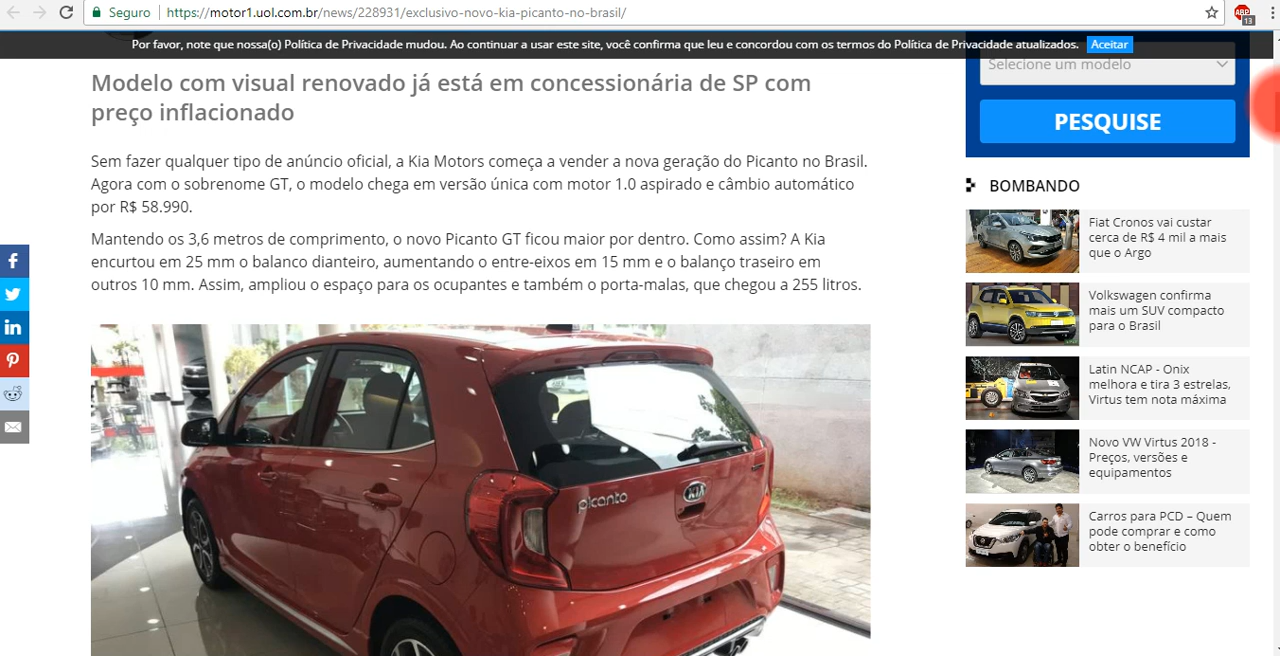 Seguro
https://motor1.uol.com.br/news/228931/exclusivo-novo-kia-picanto-no-brasil/
ABP
13
Por favor, note que nossa(o) Política de Privacidade mudou. Ao continuar a usar este site, você confirma que leu e concordou com os termos do Política de Privacidade atualizados.
Aceitar
Modelo com visual renovado já está em concessionária de SP com
preço inflacionado
Sem fazer qualquer tipo de anúncio oficial, a Kia Motors começa a vender a nova geração do Picanto no Brasil.
Agora com o sobrenome GT, o modelo chega em versão única com motor 1.0 aspirado e câmbio automático
por R$ 58.990.
Mantendo os 3,6 metros de comprimento, o novo Picanto GT ficou maior por dentro. Como assim? A Kia
encurtou em 25 mm o balanco dianteiro, aumentando o entre-eixos em 15 mm e o balanço traseiro em
outros 10 mm. Assim, ampliou o espaço para os ocupantes e também o porta-malas, que chegou a 255 litros.
picanto
KIA
Selecione um modelo
PESQUISE
BOMBANDO
Fiat Cronos vai custar
cerca de R$ 4 mil a mais
que o Argo
Volkswagen confirma
mais um SUV compacto
para o Brasil
Latin NCAP - Onix
melhora e tira 3 estrelas,
Virtus tem nota máxima
Novo VW Virtus 2018 -
Preços, versões e
equipamentos
Carros para PCD – Quem
pode comprar e como
obter o benefício